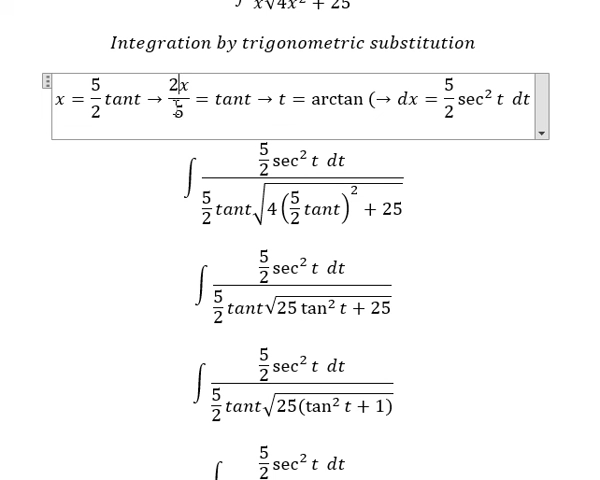 ∫ x√4x² + 25
Integration by trigonometric substitution
x = 5/2 tant → 2x/5 = tant → t = arctan (→ dx = 5/2 sec² t dt
∫ (5/2 sec² t dt) / (5/2 tant √(4(5/2 tant)² + 25))
∫ (5/2 sec² t dt) / (5/2 tant√(25 tan² t + 25))
∫ (5/2 sec² t dt) / (5/2 tant√(25(tan² t + 1)))
∫ 5/2 sec² t dt